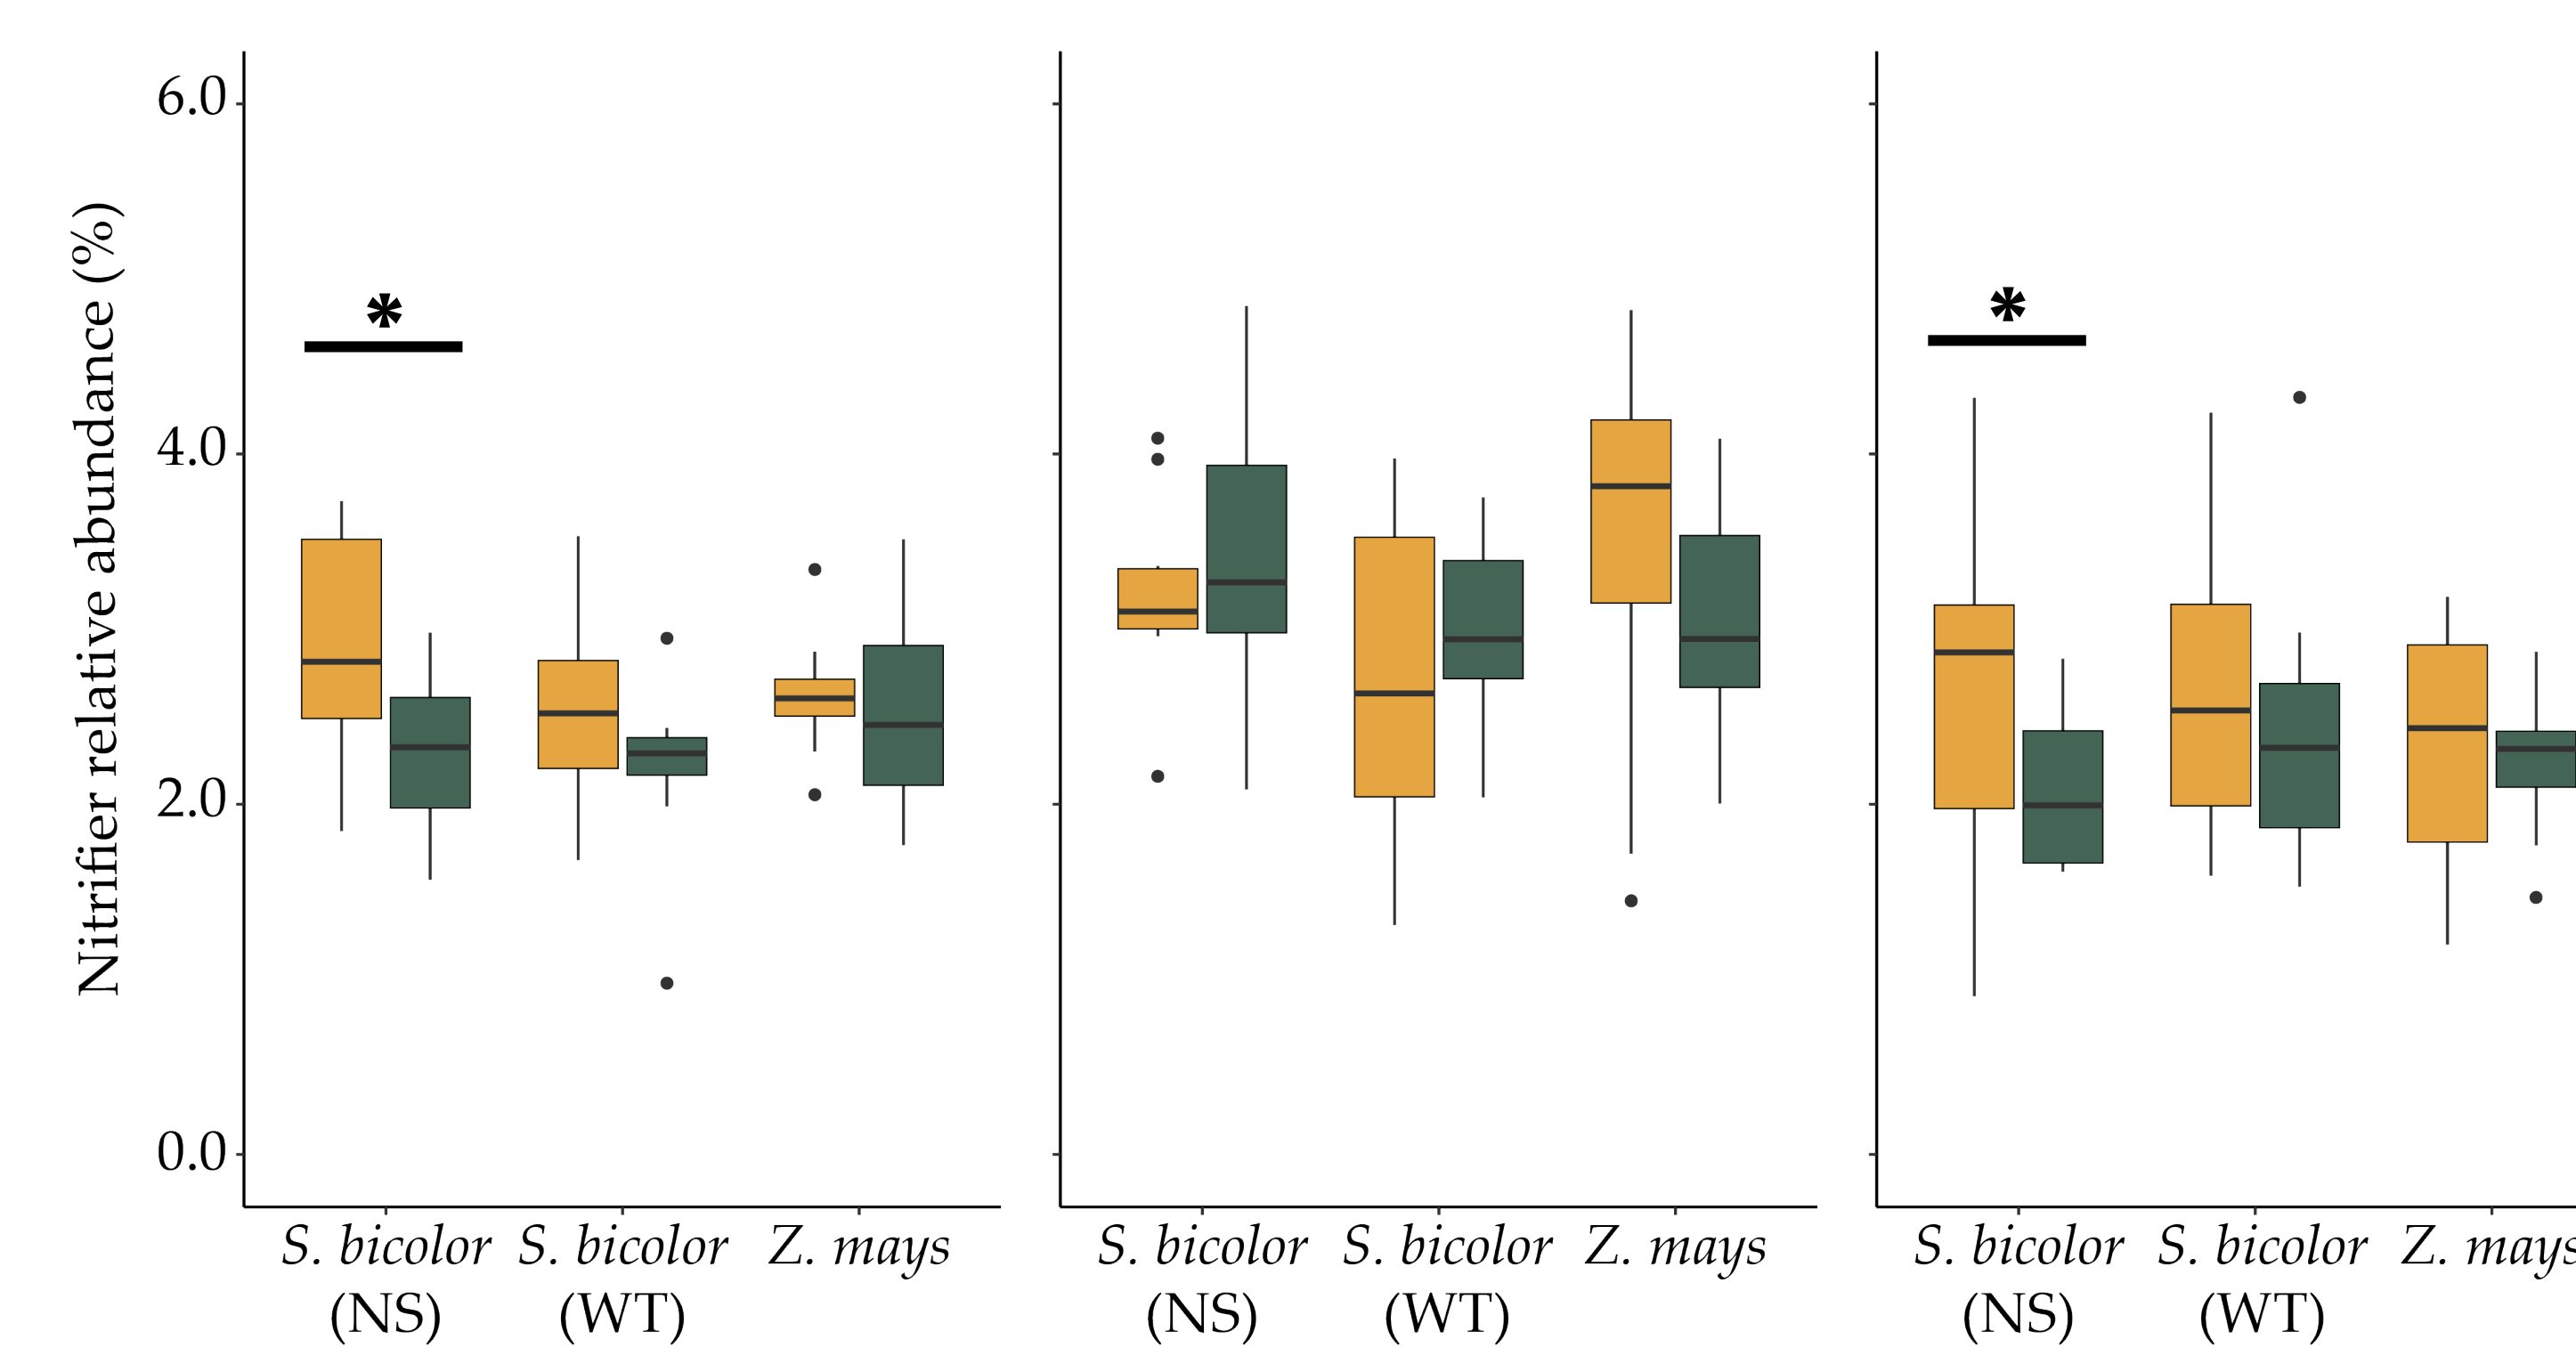 Nitrifier relative abundance (%)
6.0
4.0
2.0
0.0
*
*
S. bicolor S. bicolor Z. mays S. bicolor S. bicolor Z. mays S. bicolor S. bicolor Z. mays
(NS) (WT) (NS) (WT) (NS) (WT)